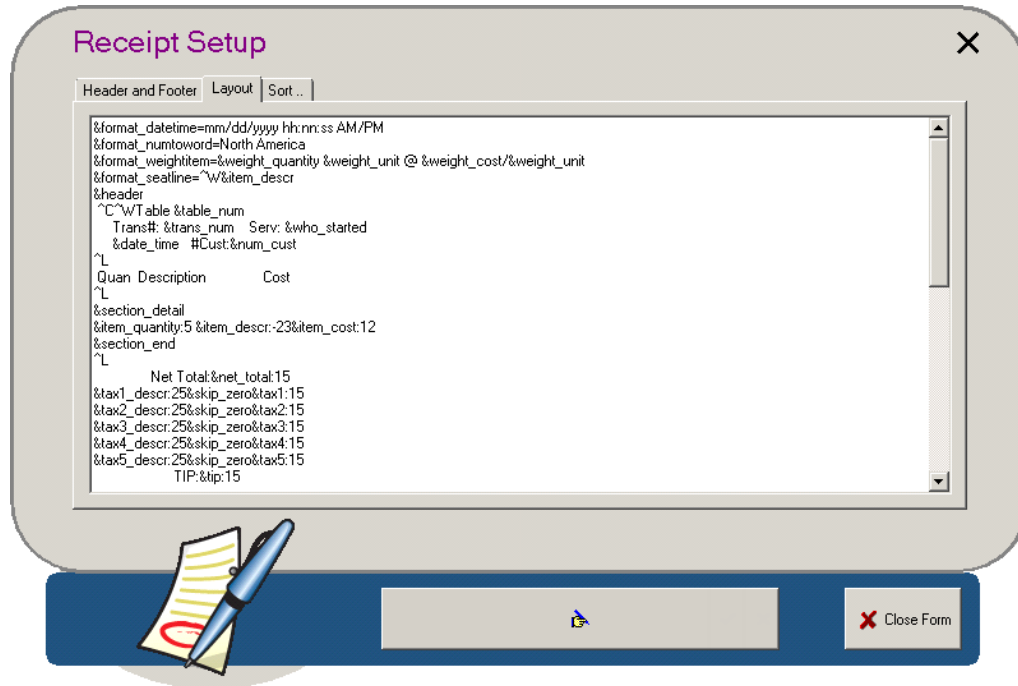 Receipt Setup
Header and Footer Layout Sort ..
&format_datetime=mm/dd/yyyy hh:nn:ss AM/PM
&format_numtoword=North America
&format_weightitem=&weight_quantity &weight_unit @ &weight_cost/&weight_unit
&format_seatline=^W&item_descr
&header
^C^WTable &table_num
Trans#: &trans_num Serv: &who_started
&date_time #Cust:&num_cust
^L
Quan Description Cost
^L
&section_detail
&item_quantity:5 &item_descr:-23&item_cost:12
&section_end
^L
Net Total:&net_total:15
&tax1_descr:25&skip_zero&tax1:15
&tax2_descr:25&skip_zero&tax2:15
&tax3_descr:25&skip_zero&tax3:15
&tax4_descr:25&skip_zero&tax4:15
&tax5_descr:25&skip_zero&tax5:15
TIP:&tip:15
Close Form